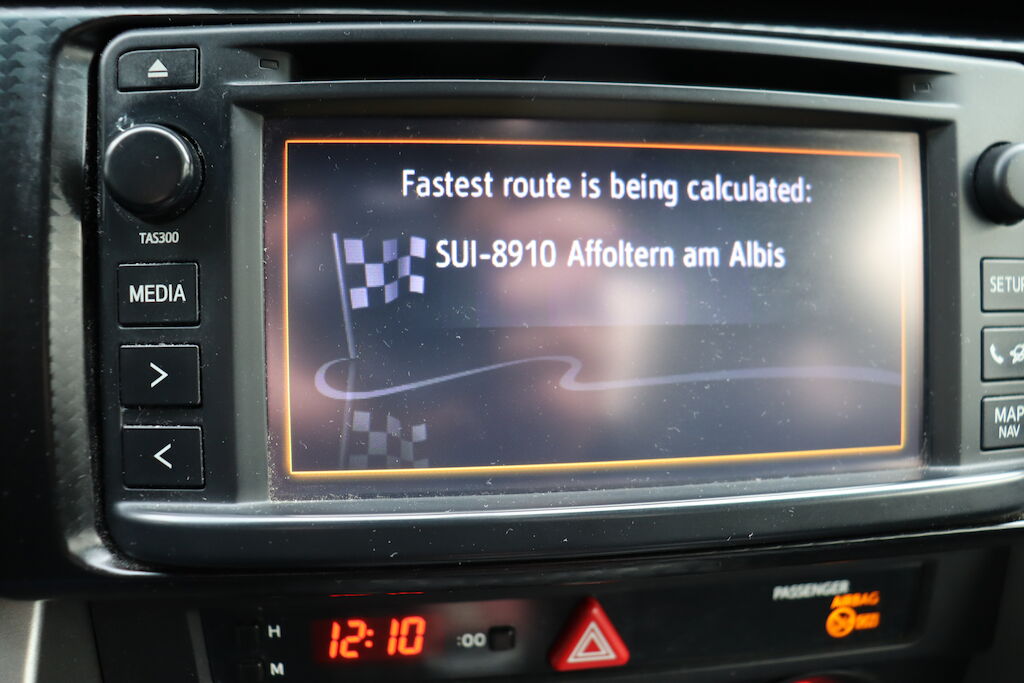 Fastest route is being calculated:
SUI-8910 Affoltern am Albis
TAS300
MEDIA
>
<
SETUP
MAP
NAV
H
12:10
:00
M
PASSENGER
AIRBAG